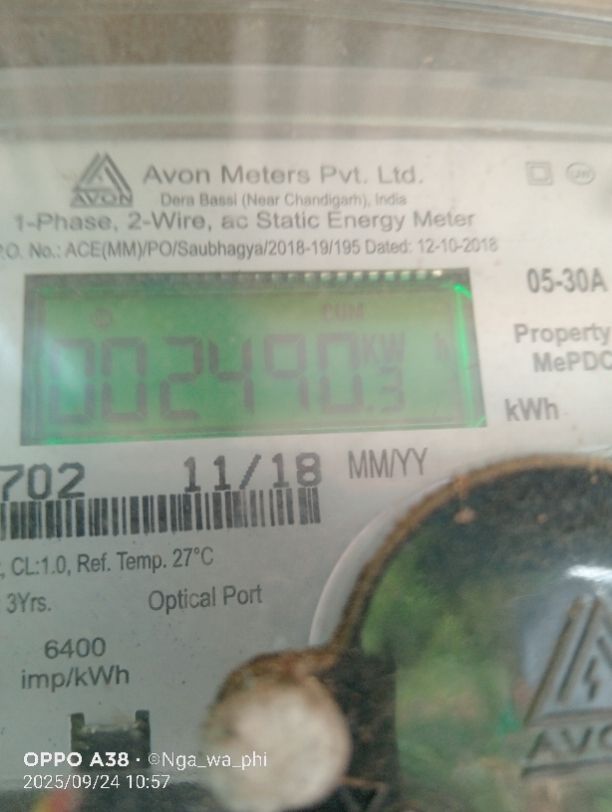 Avon Meters Pvt. Ltd.
AVON
Dera Bassi (Near Chandigarh), India
1-Phase, 2-Wire, ac Static Energy Meter
P.O. No.: ACE(MM)/PO/Saubhagya/2018-19/195 Dated: 12-10-2018
05-30A
CUM
002490.3 KW h
Property
MePDC
kWh
702 11/18 MM/YY
, CL:1.0, Ref. Temp. 27°C
3Yrs. Optical Port
6400
imp/kWh
AVO
OPPO A38 · ©Nga_wa_phi
2025/09/24 10:57